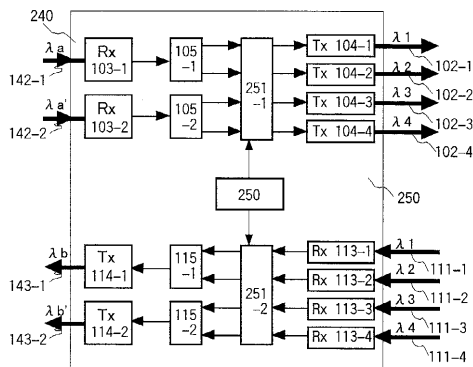 240
λa
Rx
103-1
105
-1
251
-1
Tx 104-1
λ1
102-1
142-1
Tx 104-2
λ2
102-2
λa'
Rx
103-2
105
-2
Tx 104-3
λ3
102-3
142-2
Tx 104-4
λ4
102-4
250
250
λb
Tx
114-1
115
-1
251
-2
Rx 113-1
λ1
111-1
143-1
Rx 113-2
λ2
111-2
λb'
Tx
114-2
115
-2
Rx 113-3
λ3
111-3
143-2
Rx 113-4
λ4
111-4